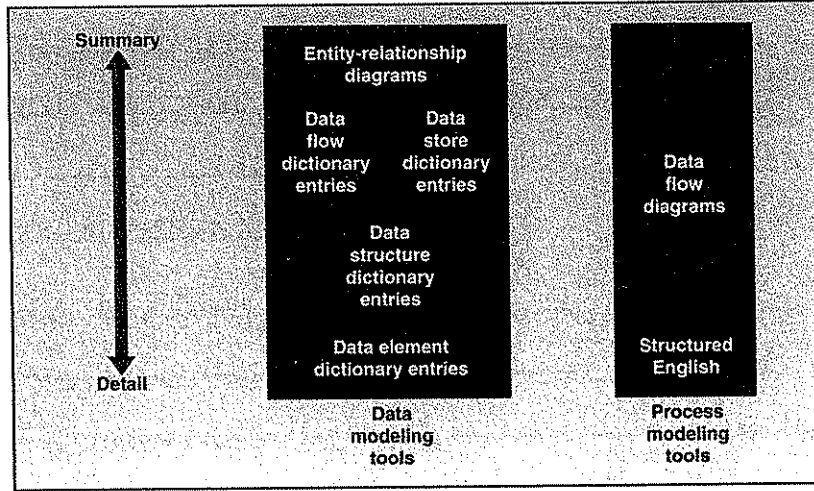 Summary
Detail
Entity-relationship
diagrams
Data
flow
dictionary
entries
Data
store
dictionary
entries
Data
structure
dictionary
entries
Data element
dictionary entries
Data
modeling
tools
Data
flow
diagrams
Structured
English
Process
modeling
tools